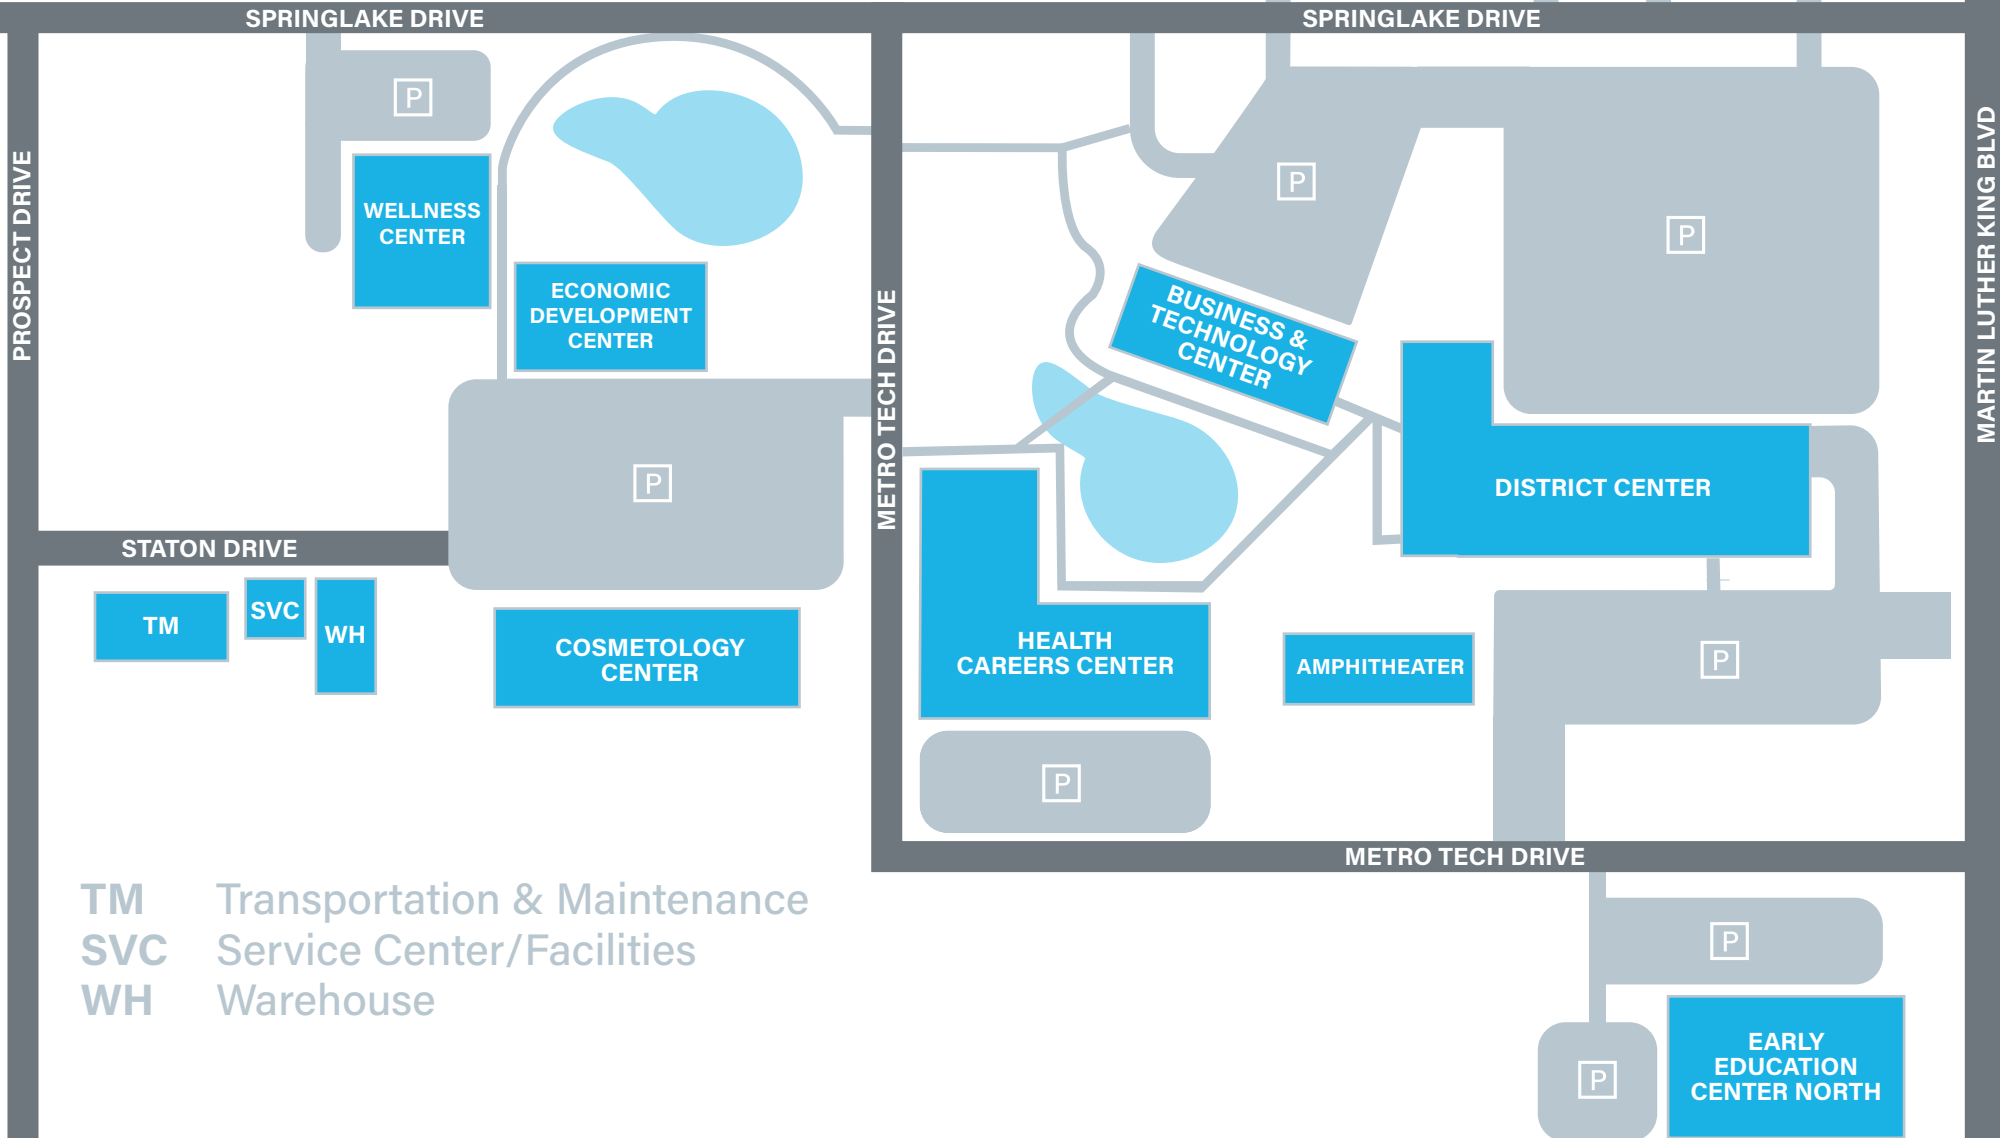 SPRINGLAKE DRIVE
SPRINGLAKE DRIVE
PROSPECT DRIVE
METRO TECH DRIVE
MARTIN LUTHER KING BLVD
P
WELLNESS
CENTER
ECONOMIC
DEVELOPMENT
CENTER
P
P
BUSINESS &
TECHNOLOGY
CENTER
P
DISTRICT CENTER
STATON DRIVE
TM
SVC
WH
COSMETOLOGY
CENTER
HEALTH
CAREERS CENTER
AMPHITHEATER
P
P
METRO TECH DRIVE
TM Transportation & Maintenance
SVC Service Center/Facilities
WH Warehouse
P
P
EARLY
EDUCATION
CENTER NORTH